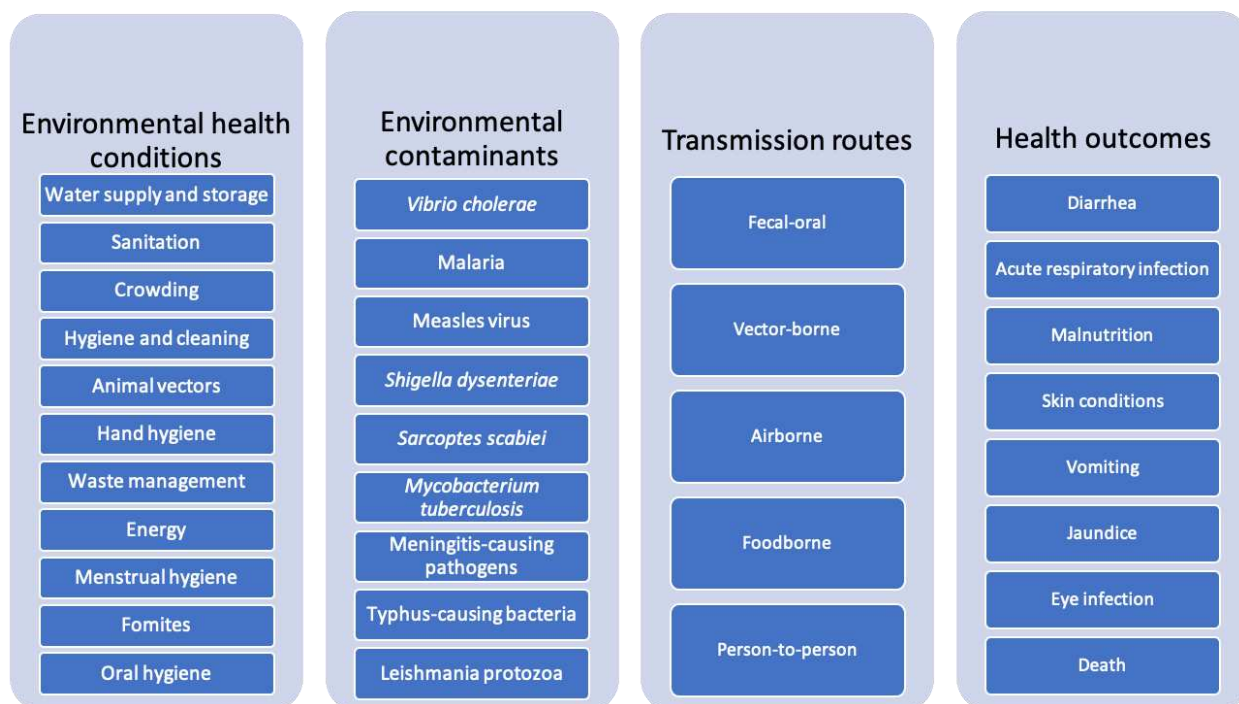 Environmental health
conditions
Water supply and storage
Sanitation
Crowding
Hygiene and cleaning
Animal vectors
Hand hygiene
Waste management
Energy
Menstrual hygiene
Fomites
Oral hygiene
Environmental
contaminants
Vibrio cholerae
Malaria
Measles virus
Shigella dysenteriae
Sarcoptes scabiei
Mycobacterium
tuberculosis
Meningitis-causing
pathogens
Typhus-causing bacteria
Leishmania protozoa
Transmission routes
Fecal-oral
Vector-borne
Airborne
Foodborne
Person-to-person
Health outcomes
Diarrhea
Acute respiratory infection
Malnutrition
Skin conditions
Vomiting
Jaundice
Eye infection
Death